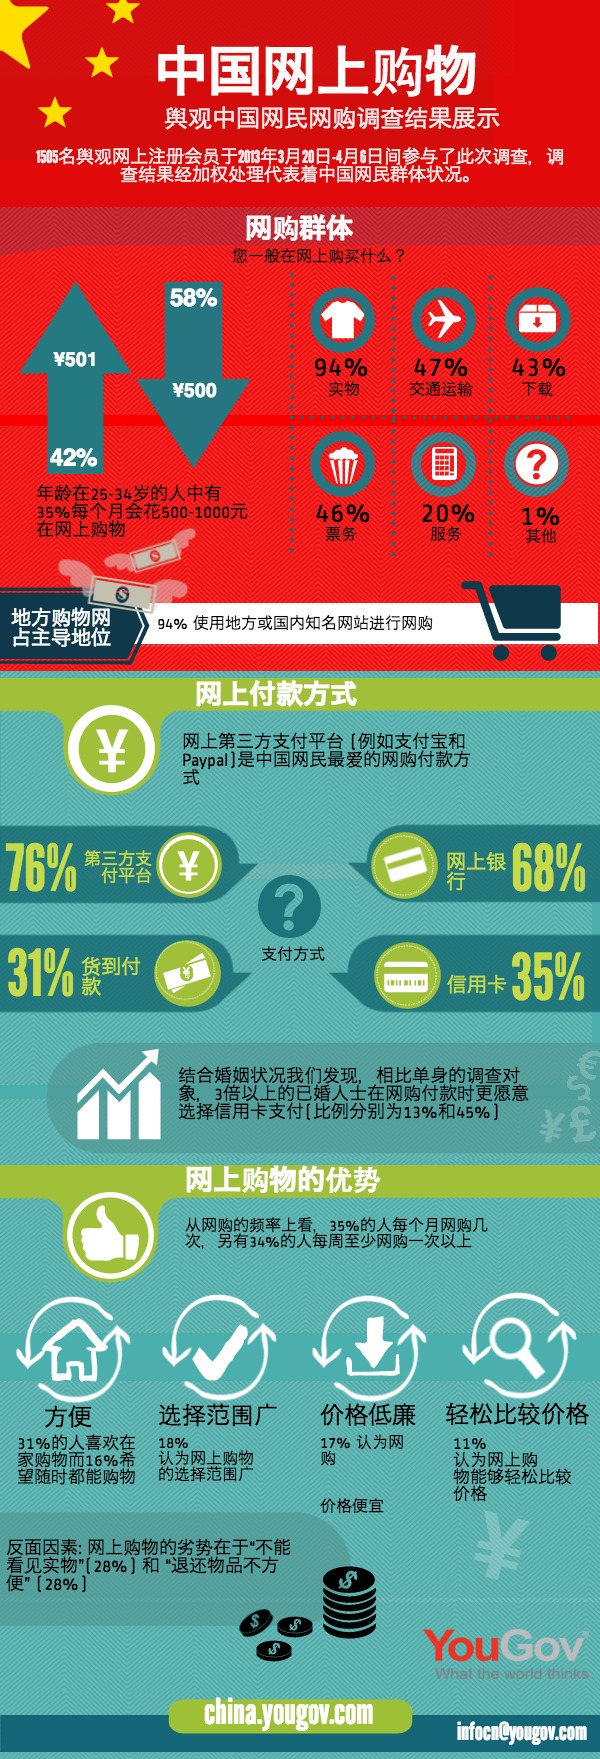 中国网上购物
舆观中国网民网购调查结果展示
1505名舆观网上注册会员于2013年3月20日-4月6日间参与了此次调查，调
查结果经加权处理代表着中国网民群体状况。
网购群体
您一般在网上购买什么？
58%
¥501
¥500
42%
年龄在25-34岁的人中有
35%每个月会花500-1000元
在网上购物
94%
实物
47%
交通运输
43%
下载
46%
票务
20%
服务
?
1%
其他
地方购物网
占主导地位
94% 使用地方或国内知名网站进行网购
网上付款方式
¥
网上第三方支付平台 (例如支付宝和
Paypal)是中国网民最爱的网购付款方
式
76%
第三方支
付平台
¥
网上银
行
68%
?
支付方式
31%
货到付
款
¥
信用卡
35%
结合婚姻状况我们发现，相比单身的调查对
象，3倍以上的已婚人士在网购付款时更愿意
选择信用卡支付(比例分别为13%和45%)
€
$
¥£
网上购物的优势
从网购的频率上看，35%的人每个月网购几
次，另有34%的人每周至少网购一次以上
方便
31%的人喜欢在
家购物而16%希
望随时都能购物
选择范围广
18%
认为网上购物
的选择范围广
价格低廉
17% 认为网
购
价格便宜
轻松比较价格
11%
认为网上购
物能够轻松比较
价格
反面因素: 网上购物的劣势在于“不能
看见实物”(28%) 和 “退还物品不方
便” (28%)
¥
$
$
$
$
YouGov®
What the world thinks
china.yougov.com
infocn@yougov.com